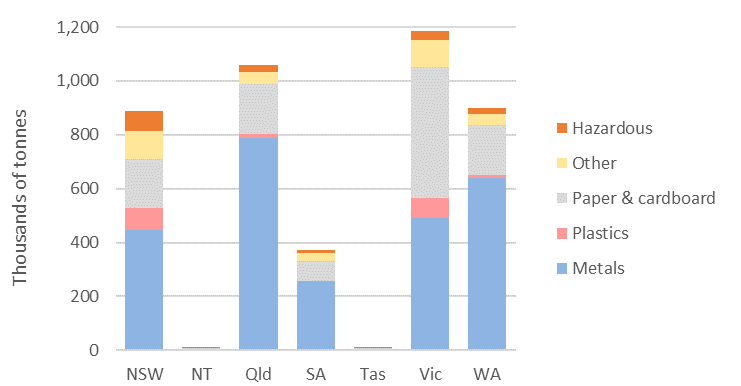 Thousands of tonnes
1,200
1,000
800
600
400
200
0
NSW NT Qld SA Tas Vic WA
Hazardous
Other
Paper & cardboard
Plastics
Metals